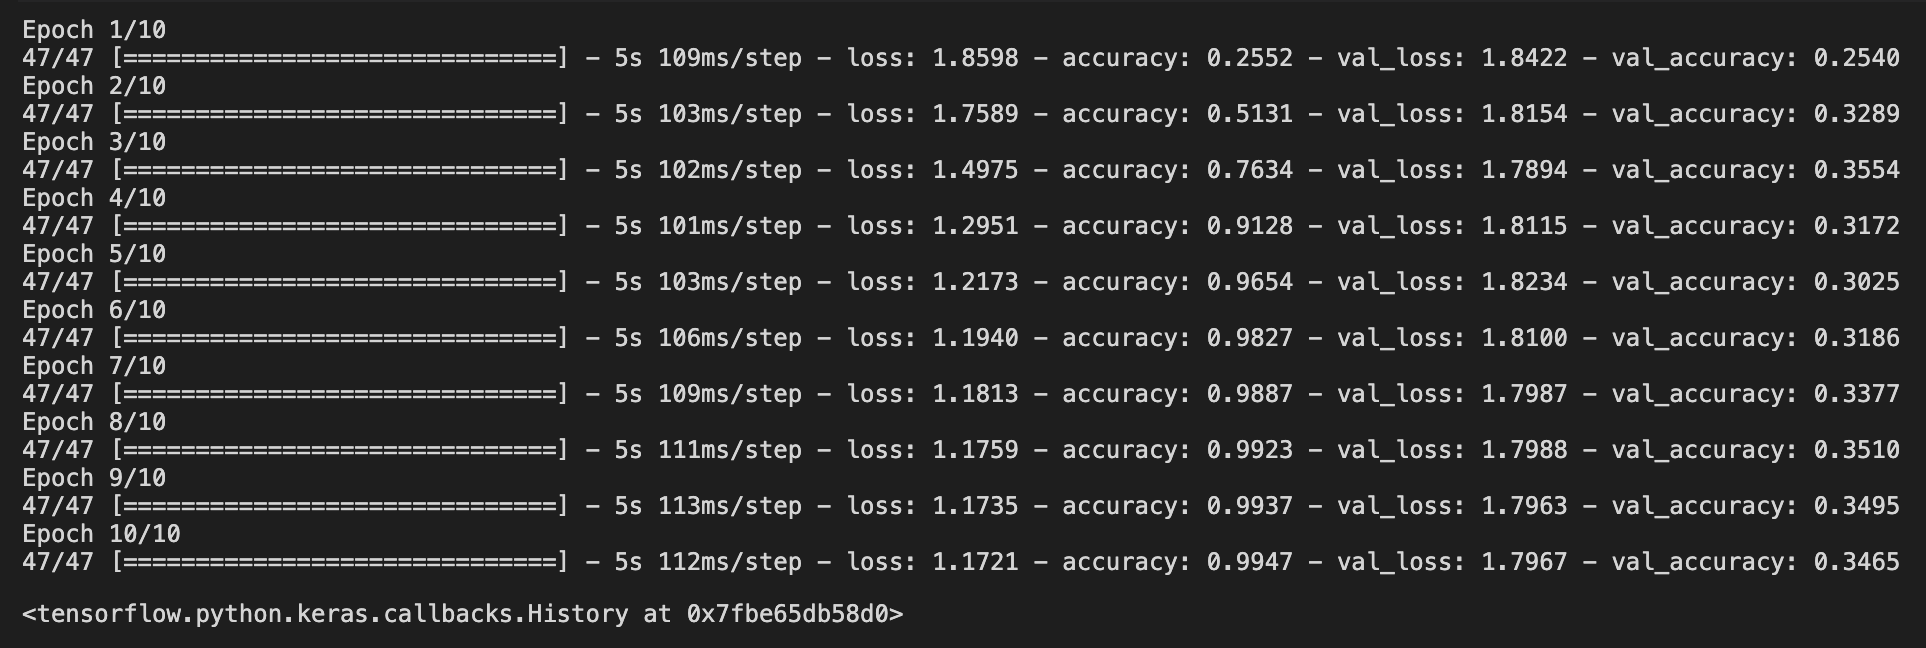 Epoch 1/10
47/47 [==============================] - 5s 109ms/step - loss: 1.8598 - accuracy: 0.2552 - val_loss: 1.8422 - val_accuracy: 0.2540
Epoch 2/10
47/47 [==============================] - 5s 103ms/step - loss: 1.7589 - accuracy: 0.5131 - val_loss: 1.8154 - val_accuracy: 0.3289
Epoch 3/10
47/47 [==============================] - 5s 102ms/step - loss: 1.4975 - accuracy: 0.7634 - val_loss: 1.7894 - val_accuracy: 0.3554
Epoch 4/10
47/47 [==============================] - 5s 101ms/step - loss: 1.2951 - accuracy: 0.9128 - val_loss: 1.8115 - val_accuracy: 0.3172
Epoch 5/10
47/47 [==============================] - 5s 103ms/step - loss: 1.2173 - accuracy: 0.9654 - val_loss: 1.8234 - val_accuracy: 0.3025
Epoch 6/10
47/47 [==============================] - 5s 106ms/step - loss: 1.1940 - accuracy: 0.9827 - val_loss: 1.8100 - val_accuracy: 0.3186
Epoch 7/10
47/47 [==============================] - 5s 109ms/step - loss: 1.1813 - accuracy: 0.9887 - val_loss: 1.7987 - val_accuracy: 0.3377
Epoch 8/10
47/47 [==============================] - 5s 111ms/step - loss: 1.1759 - accuracy: 0.9923 - val_loss: 1.7988 - val_accuracy: 0.3510
Epoch 9/10
47/47 [==============================] - 5s 113ms/step - loss: 1.1735 - accuracy: 0.9937 - val_loss: 1.7963 - val_accuracy: 0.3495
Epoch 10/10
47/47 [==============================] - 5s 112ms/step - loss: 1.1721 - accuracy: 0.9947 - val_loss: 1.7967 - val_accuracy: 0.3465
<tensorflow.python.keras.callbacks.History at 0x7fbe65db58d0>